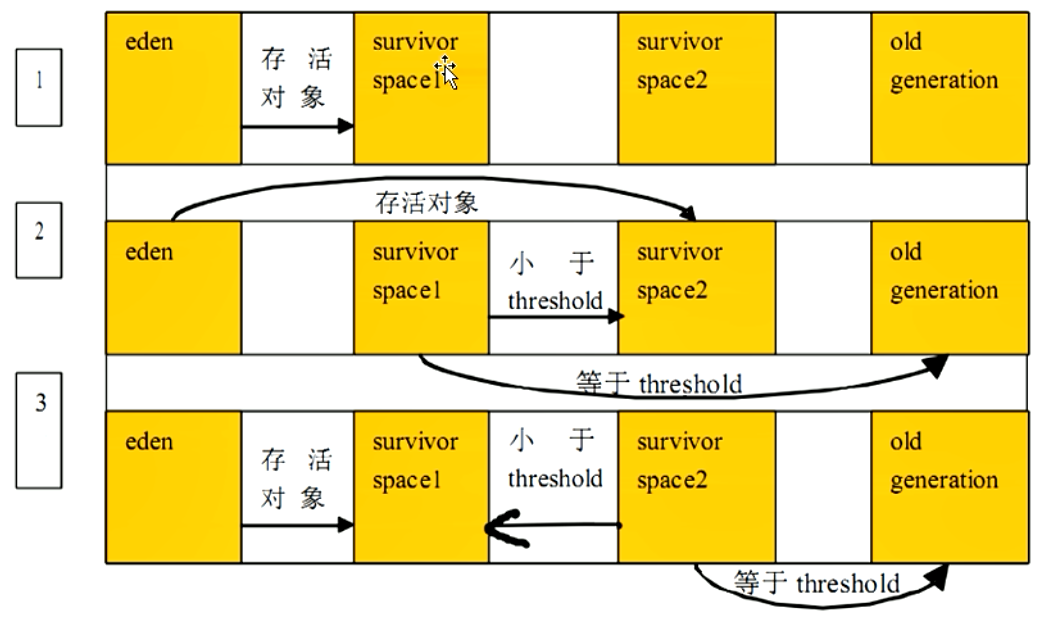 1
eden
存 活
对 象
survivor
space1
survivor
space2
old
generation
2
存活对象
eden
survivor
space1
小 于
threshold
survivor
space2
old
generation
等于 threshold
3
eden
存 活
对 象
survivor
space1
小 于
threshold
survivor
space2
old
generation
等于 threshold